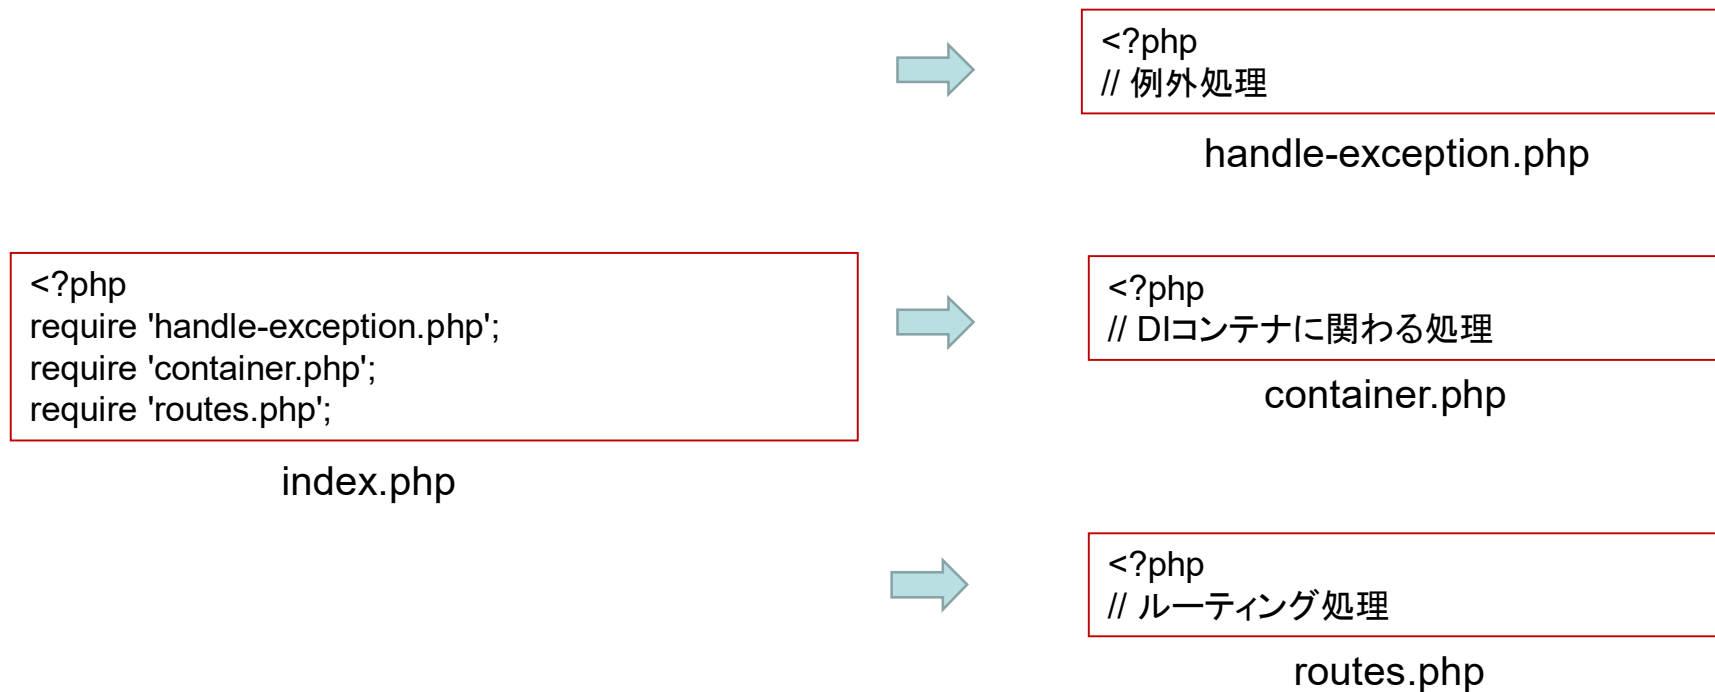 <?php
// 例外処理
handle-exception.php
<?php
require 'handle-exception.php';
require 'container.php';
require 'routes.php';
index.php
<?php
// DIコンテナに関わる処理
container.php
<?php
// ルーティング処理
routes.php